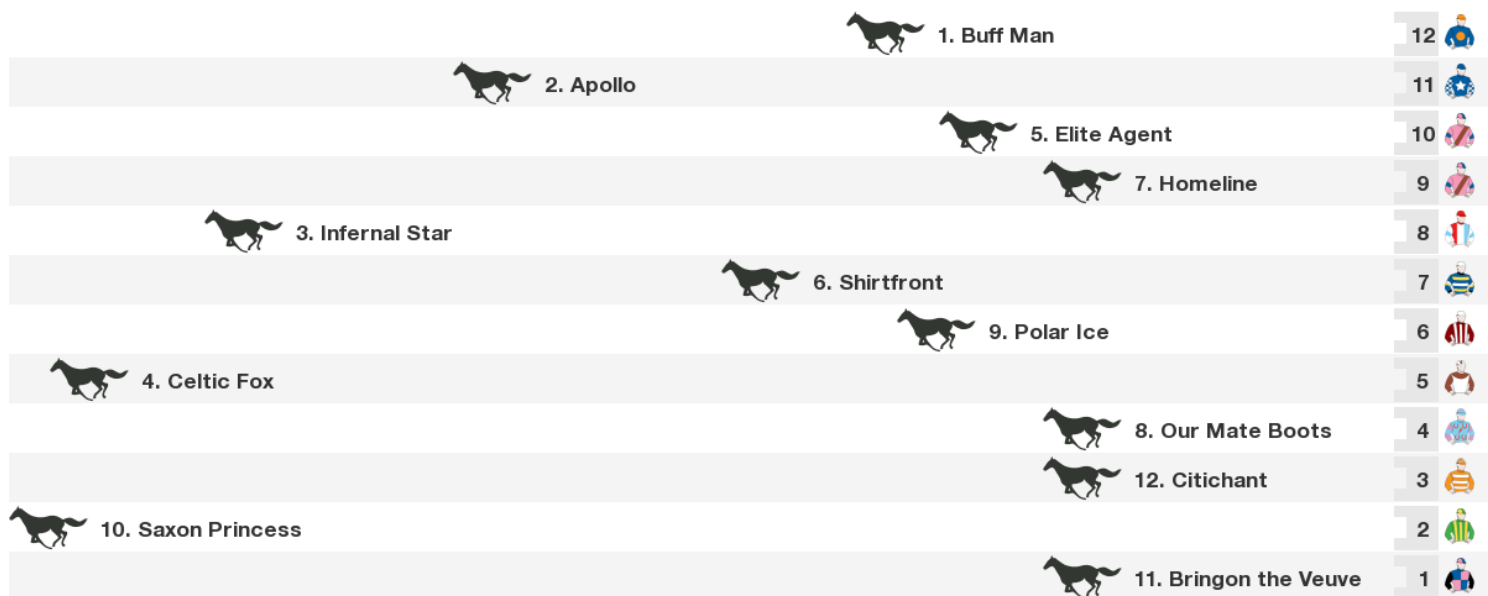 1. Buff Man 12
2. Apollo 11
5. Elite Agent 10
7. Homeline 9
3. Infernal Star 8
6. Shirtfront 7
9. Polar Ice 6
4. Celtic Fox 5
8. Our Mate Boots 4
12. Citichant 3
10. Saxon Princess 2
11. Bringon the Veuve 1